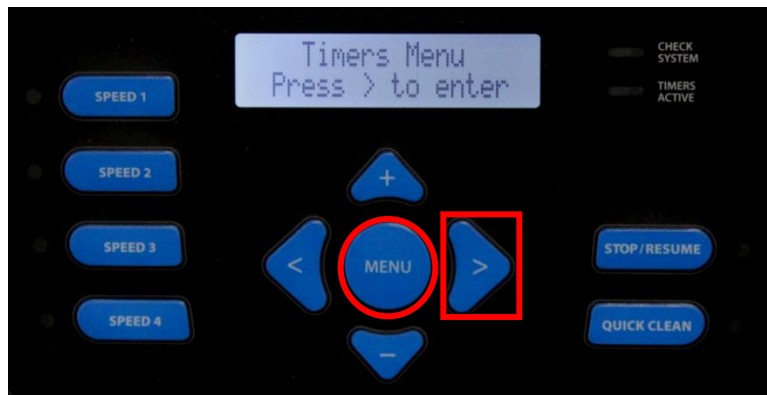 Timers Menu
Press > to enter
CHECK
SYSTEM
TIMERS
ACTIVE
SPEED 1
SPEED 2
SPEED 3
SPEED 4
+
<
MENU
>
−
STOP/RESUME
QUICK CLEAN